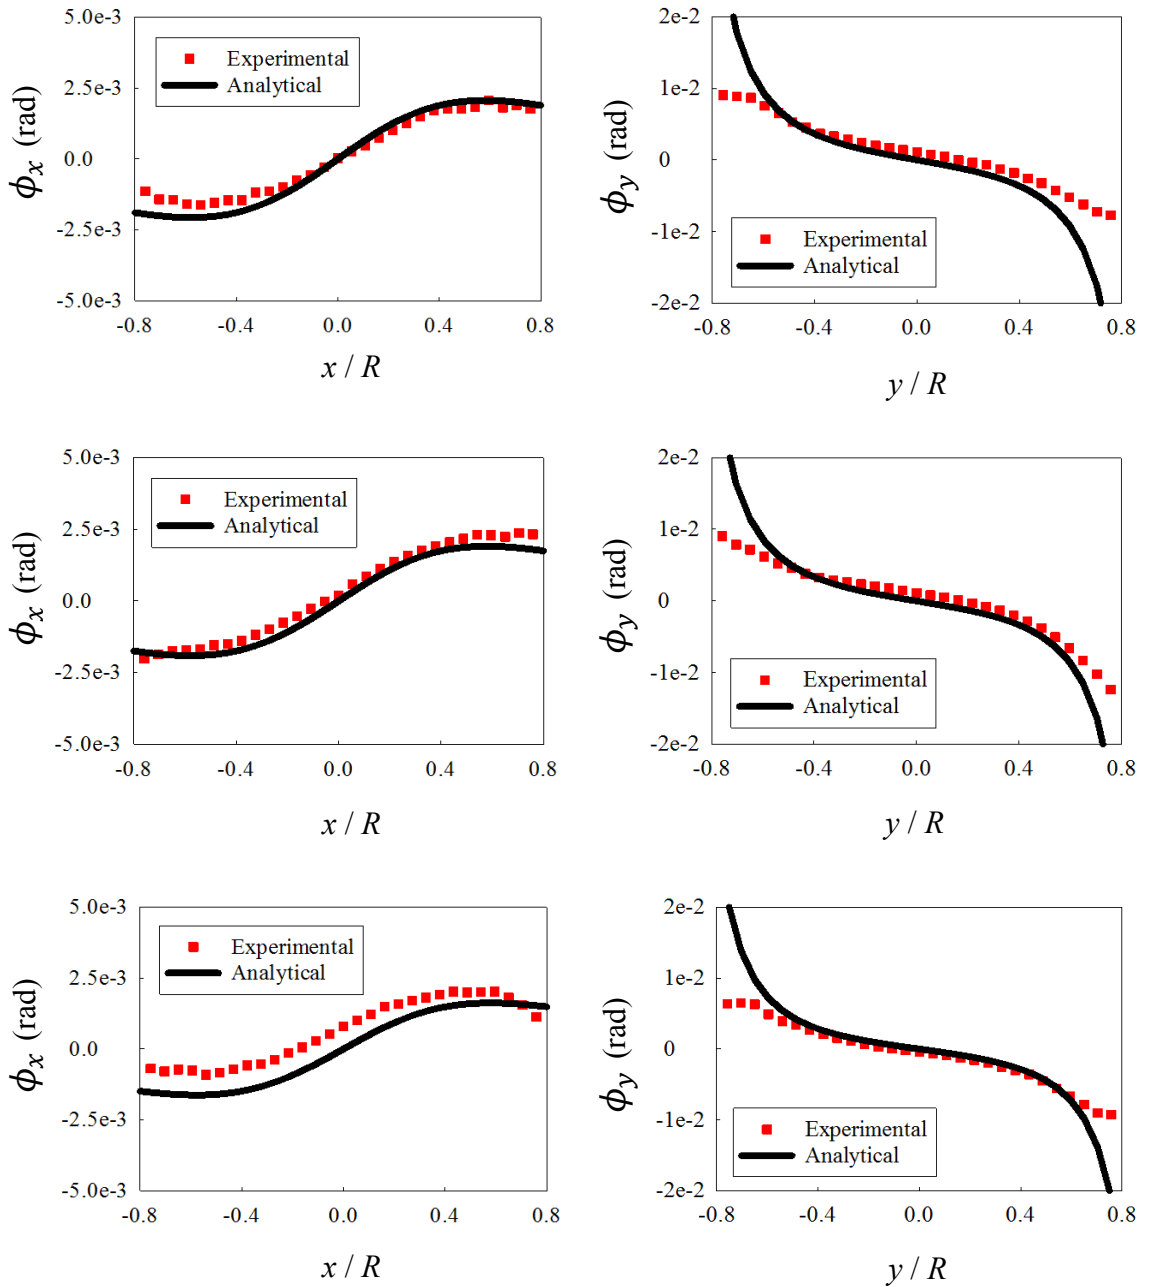 5.0e-3
2.5e-3
0.0
-2.5e-3
-5.0e-3
ϕx (rad)
Experimental
Analytical
-0.8 -0.4 0.0 0.4 0.8
x / R
2e-2
1e-2
0
-1e-2
-2e-2
ϕy (rad)
Experimental
Analytical
-0.8 -0.4 0.0 0.4 0.8
y / R
5.0e-3
2.5e-3
0.0
-2.5e-3
-5.0e-3
ϕx (rad)
Experimental
Analytical
-0.8 -0.4 0.0 0.4 0.8
x / R
2e-2
1e-2
0
-1e-2
-2e-2
ϕy (rad)
Experimental
Analytical
-0.8 -0.4 0.0 0.4 0.8
y / R
5.0e-3
2.5e-3
0.0
-2.5e-3
-5.0e-3
ϕx (rad)
Experimental
Analytical
-0.8 -0.4 0.0 0.4 0.8
x / R
2e-2
1e-2
0
-1e-2
-2e-2
ϕy (rad)
Experimental
Analytical
-0.8 -0.4 0.0 0.4 0.8
y / R